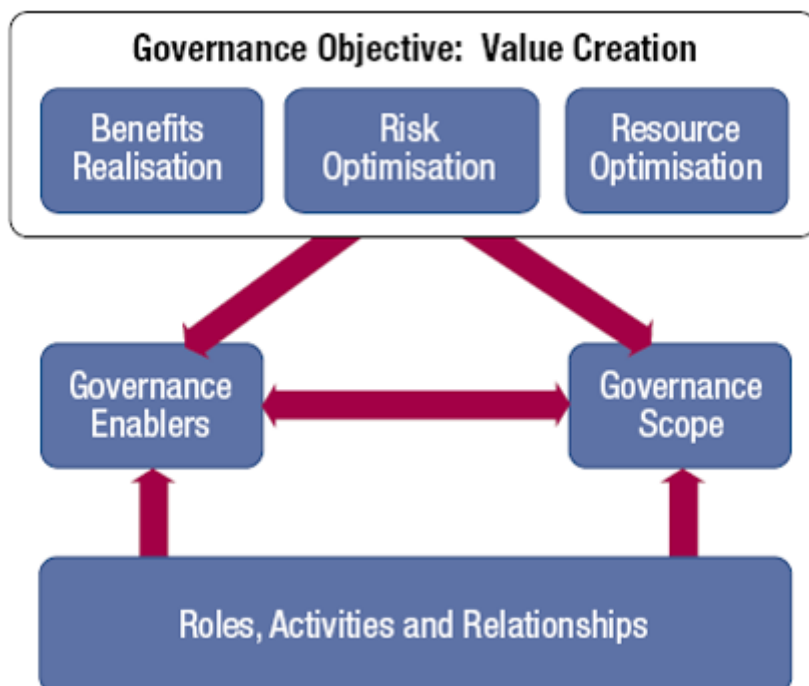 Governance Objective: Value Creation
Benefits
Realisation
Risk
Optimisation
Resource
Optimisation
Governance
Enablers
Governance
Scope
Roles, Activities and Relationships